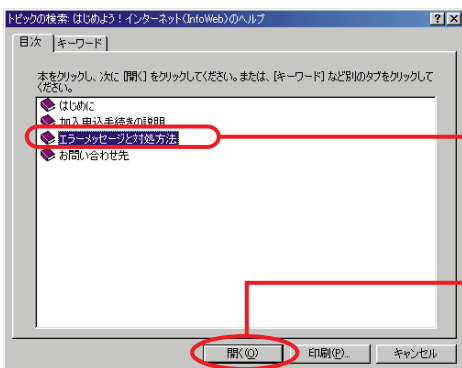 トピックの検索: はじめよう！インターネット(InfoWeb)のヘルプ
目次 キーワード
本をクリックし、次に [開く] をクリックしてください。または、[キーワード] など別のタブをクリックして
ください。
はじめに
加入申込手続きの説明
エラーメッセージと対処方法
お問い合わせ先
開く(O) 印刷(P)... キャンセル